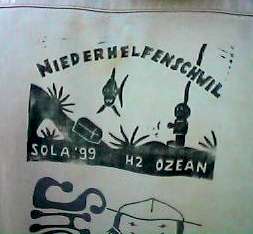 NIEDERHELFENSCHWIL
SOLA '99 H2 OZEAN